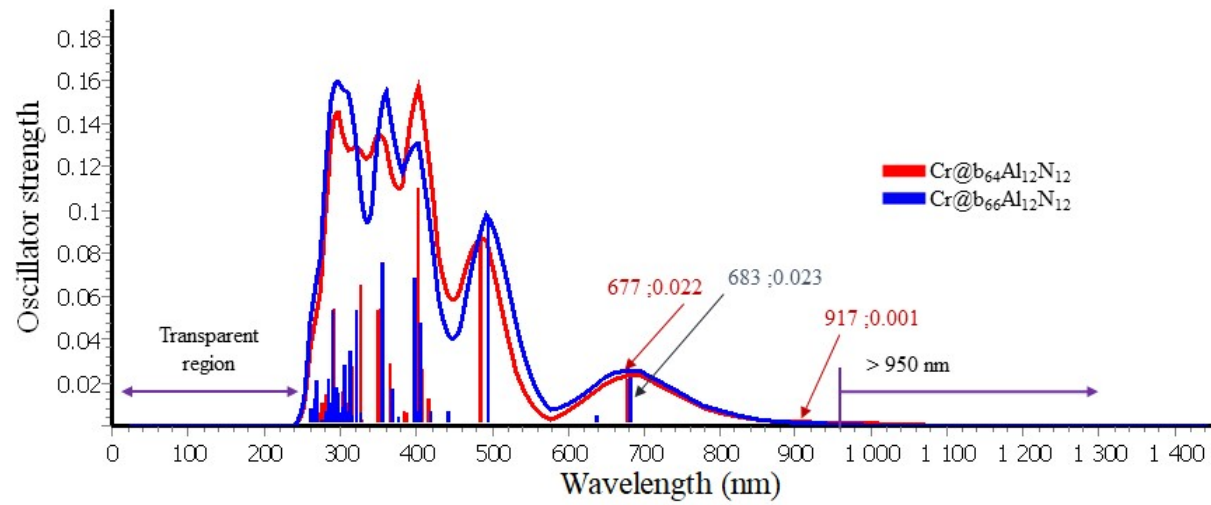 Oscillator strength
0.18
0.16
0.14
0.12
0.1
0.08
0.06
0.04
0.02
Transparent
region
677 ;0.022
683 ;0.023
917 ;0.001
> 950 nm
Cr@b₆₄Al₁₂N₁₂
Cr@b₆₆Al₁₂N₁₂
0 100 200 300 400 500 600 700 800 900 1 000 1 100 1 200 1 300 1 400
Wavelength (nm)